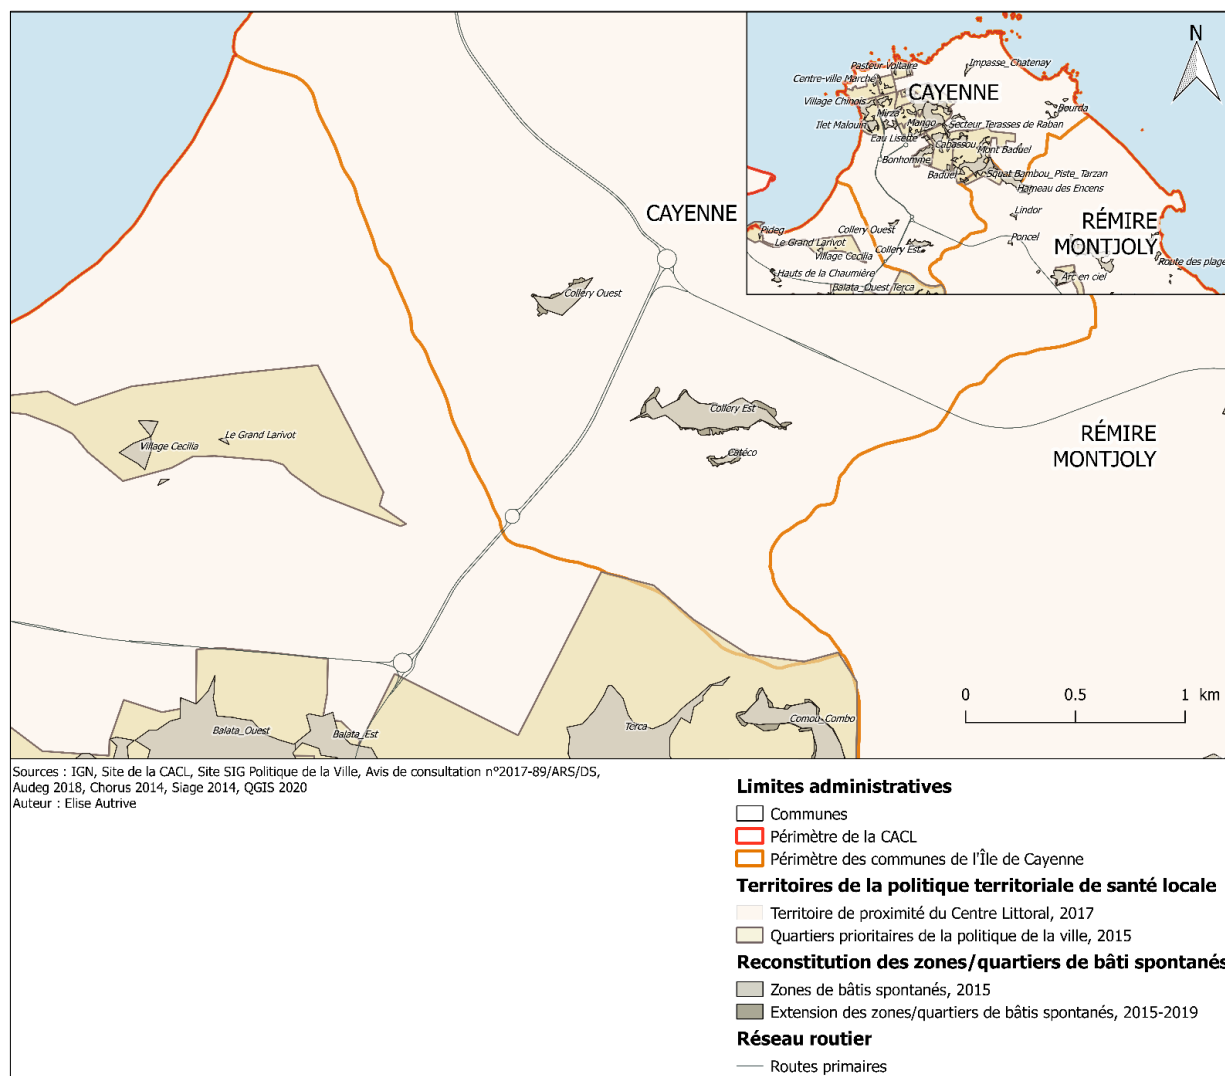 N
Pasteur Voltaire
Impasse_Chatenay
Centre-ville Marché
CAYENNE
Village Chinois
Bourda
Mirza
Ilet Malouin
Mango
Secteur Terasses de Raban
Eau Lisette
Cabassou
Mont Baduel
Bonhomme
Baduel
Squat Bambou_Piste_Tarzan
Hameau des Encens
Lindor
RÉMIRE
MONTJOLY
Pideg
Collery Ouest
Le Grand Larivot
Poncel
Village Cecilia
Collery Est
Route des plages
Hauts de la Chaumière
Arc en ciel
Balata_Ouest Terca
CAYENNE
Collery Ouest
Collery Est
Le Grand Larivot
Village Cecilia
Catéco
RÉMIRE
MONTJOLY
Balata_Ouest
Balata_Est
Terca
Comou_Combo
0 0.5 1 km
Sources : IGN, Site de la CACL, Site SIG Politique de la Ville, Avis de consultation n°2017-89/ARS/DS,
Audeg 2018, Chorus 2014, Siage 2014, QGIS 2020
Auteur : Elise Autrive
Limites administratives
Communes
Périmètre de la CACL
Périmètre des communes de l'Île de Cayenne
Territoires de la politique territoriale de santé locale
Territoire de proximité du Centre Littoral, 2017
Quartiers prioritaires de la politique de la ville, 2015
Reconstitution des zones/quartiers de bâti spontanés
Zones de bâtis spontanés, 2015
Extension des zones/quartiers de bâtis spontanés, 2015-2019
Réseau routier
Routes primaires